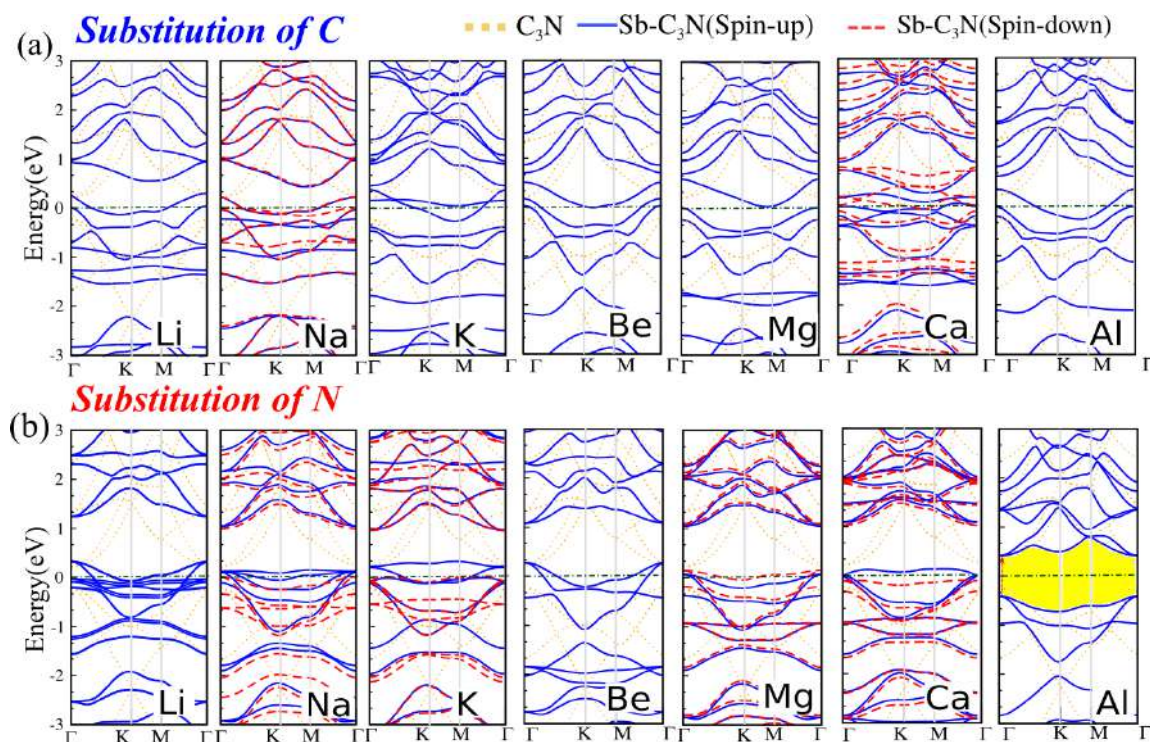 (a) Substitution of C
C₃N Sb-C₃N(Spin-up) Sb-C₃N(Spin-down)
Energy(eV)
3
2
1
0
-1
-2
-3
Li Na K Be Mg Ca Al
Γ K M Γ Γ K M Γ Γ K M Γ Γ K M Γ Γ K M Γ Γ K M Γ Γ K M Γ
Substitution of N
(b)
Energy(eV)
3
2
1
0
-1
-2
-3
Li Na K Be Mg Ca Al
Γ K M Γ Γ K M Γ Γ K M Γ Γ K M Γ Γ K M Γ Γ K M Γ Γ K M Γ